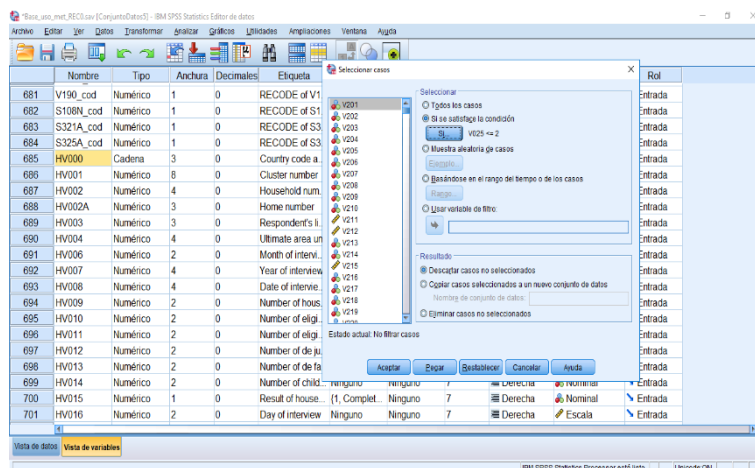 *Base_uso_met_REC0.sav [ConjuntoDatos5] - IBM SPSS Statistics Editor de datos
Archivo Editar Ver Datos Transformar Analizar Gráficos Utilidades Ampliaciones Ventana Ayuda
Nombre Tipo Anchura Decimales Etiqueta Rol
681 V190_cod Numérico 1 0 RECODE of V1... Entrada
682 S108N_cod Numérico 1 0 RECODE of S1... Entrada
683 S321A_cod Numérico 1 0 RECODE of S3... Entrada
684 S325A_cod Numérico 1 0 RECODE of S3... Entrada
685 HV000 Cadena 3 0 Country code a... Entrada
686 HV001 Numérico 8 0 Cluster number Entrada
687 HV002 Numérico 4 0 Household num... Entrada
688 HV002A Numérico 3 0 Home number Entrada
689 HV003 Numérico 3 0 Respondent's li... Entrada
690 HV004 Numérico 4 0 Ultimate area un Entrada
691 HV006 Numérico 2 0 Month of intervi... Entrada
692 HV007 Numérico 4 0 Year of interview Entrada
693 HV008 Numérico 4 0 Date of intervie... Entrada
694 HV009 Numérico 2 0 Number of hous... Entrada
695 HV010 Numérico 2 0 Number of eligi... Entrada
696 HV011 Numérico 2 0 Number of eligi... Entrada
697 HV012 Numérico 2 0 Number of de ju... Entrada
698 HV013 Numérico 2 0 Number of de fa Entrada
699 HV014 Numérico 2 0 Number of child... Ninguno Ninguno 7 Derecha Nominal Entrada
700 HV015 Numérico 1 0 Result of house... {1, Complet... Ninguno 7 Derecha Nominal Entrada
701 HV016 Numérico 2 0 Day of interview Ninguno Ninguno 7 Derecha Escala Entrada
Seleccionar casos
V201
V202
V203
V204
V205
V206
V207
V208
V209
V210
V211
V212
V213
V214
V215
V216
V217
V218
V219
Seleccionar
Todos los casos
Si se satisface la condición
Si... V025 <= 2
Muestra aleatoria de casos
Ejemplo...
Basándose en el rango del tiempo o de los casos
Rango...
Usar variable de filtro:
Resultado
Descartar casos no seleccionados
Copiar casos seleccionados a un nuevo conjunto de datos
Nombre de conjunto de datos:
Eliminar casos no seleccionados
Estado actual: No filtrar casos
Aceptar Pegar Restablecer Cancelar Ayuda
Vista de datos Vista de variables
IBM SPSS Statistics Processor está listo Unicode:ON